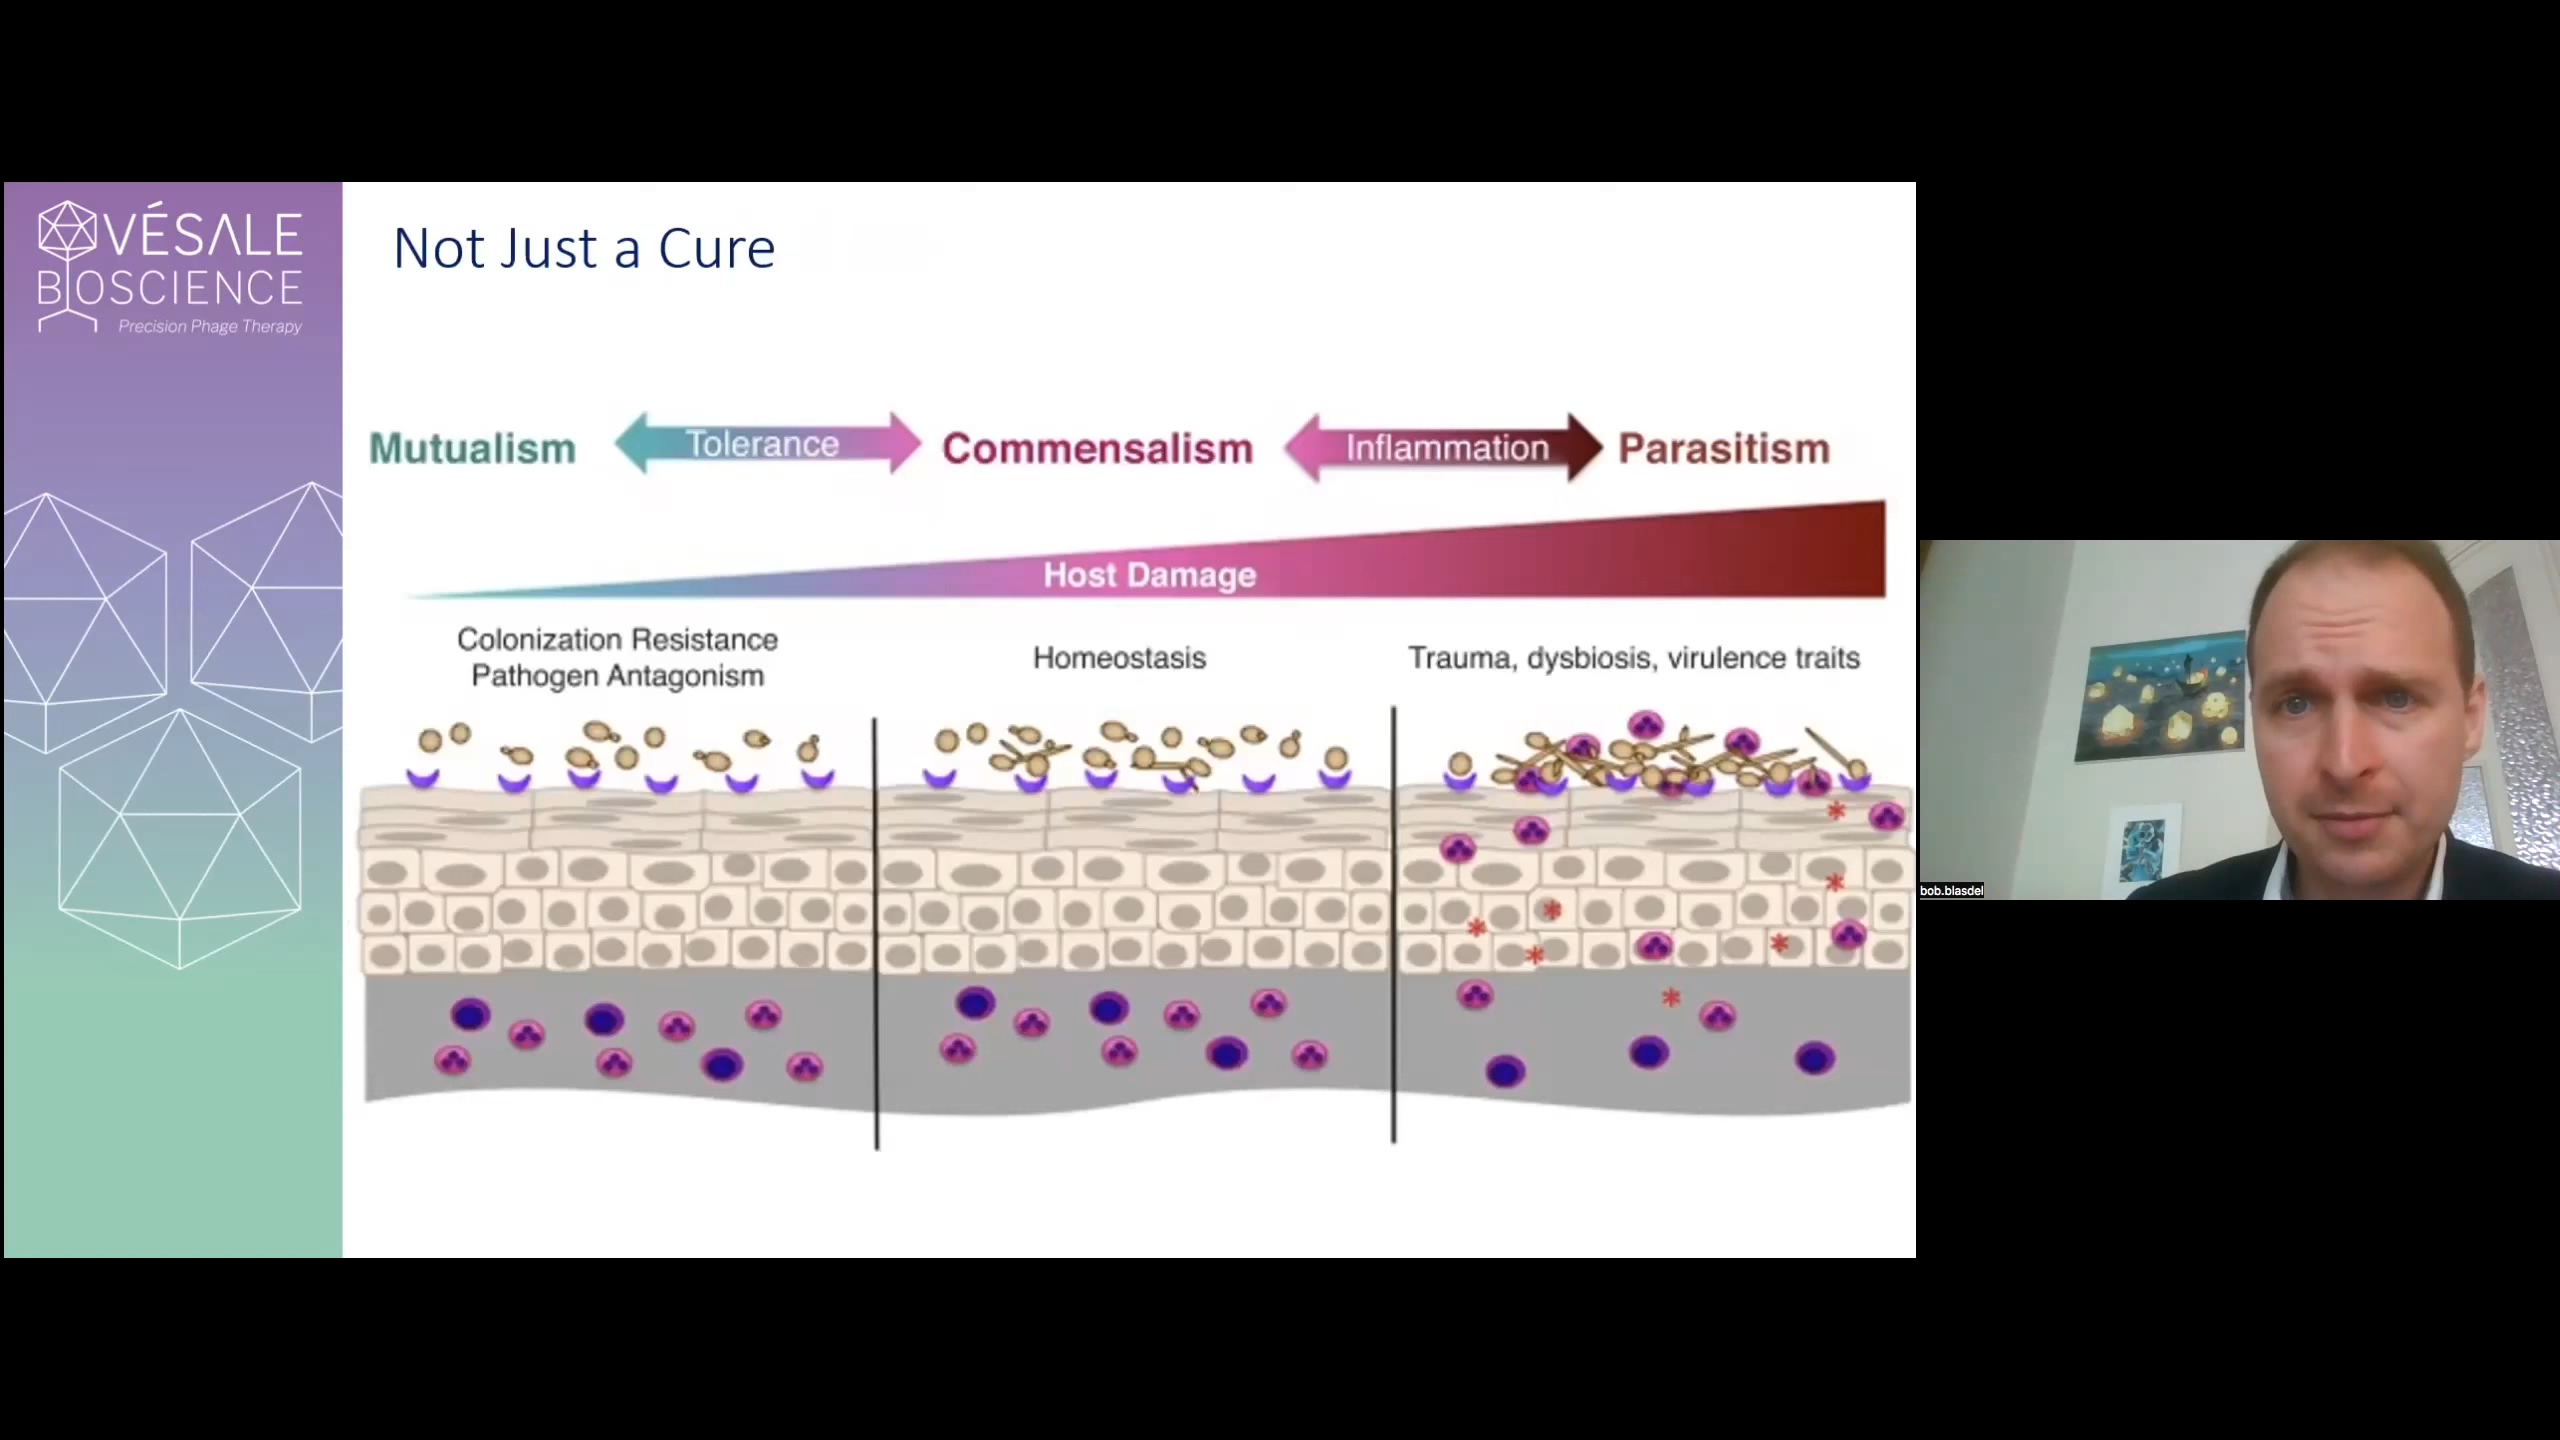 VÉSALE
BIOSCIENCE
Precision Phage Therapy
Not Just a Cure
Mutualism Tolerance Commensalism Inflammation Parasitism
Host Damage
Colonization Resistance
Pathogen Antagonism
Homeostasis
Trauma, dysbiosis, virulence traits
bob.blasdel